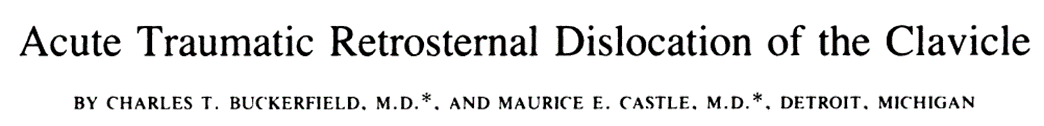 Acute Traumatic Retrosternal Dislocation of the Clavicle
BY CHARLES T. BUCKERFIELD, M.D.*, AND MAURICE E. CASTLE, M.D.*, DETROIT, MICHIGAN